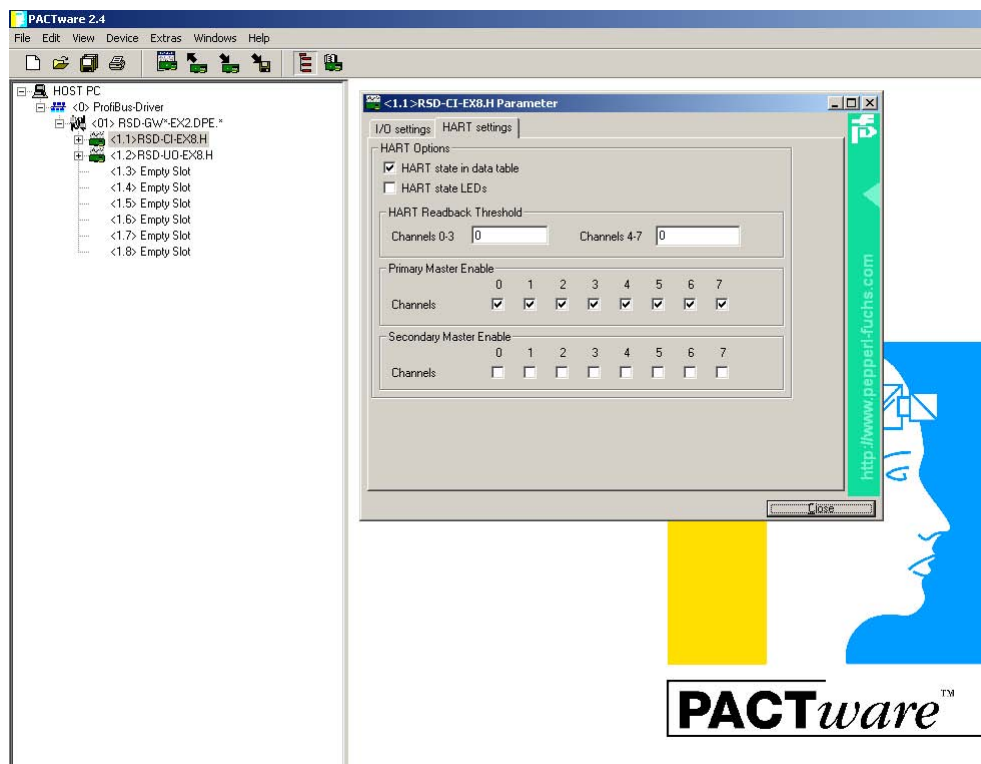 PACTware 2.4
File Edit View Device Extras Windows Help
HOST PC
<0> ProfiBus-Driver
<01> RSD-GW*-EX2.DPE.*
<1.1>RSD-CI-EX8.H
<1.2>RSD-UO-EX8.H
<1.3> Empty Slot
<1.4> Empty Slot
<1.5> Empty Slot
<1.6> Empty Slot
<1.7> Empty Slot
<1.8> Empty Slot
<1.1>RSD-CI-EX8.H Parameter
I/O settings HART settings
HART Options
HART state in data table
HART state LEDs
HART Readback Threshold
Channels 0-3 0 Channels 4-7 0
Primary Master Enable
0 1 2 3 4 5 6 7
Channels
Secondary Master Enable
0 1 2 3 4 5 6 7
Channels
http://www.pepperl-fuchs.com
Close
PACTware™